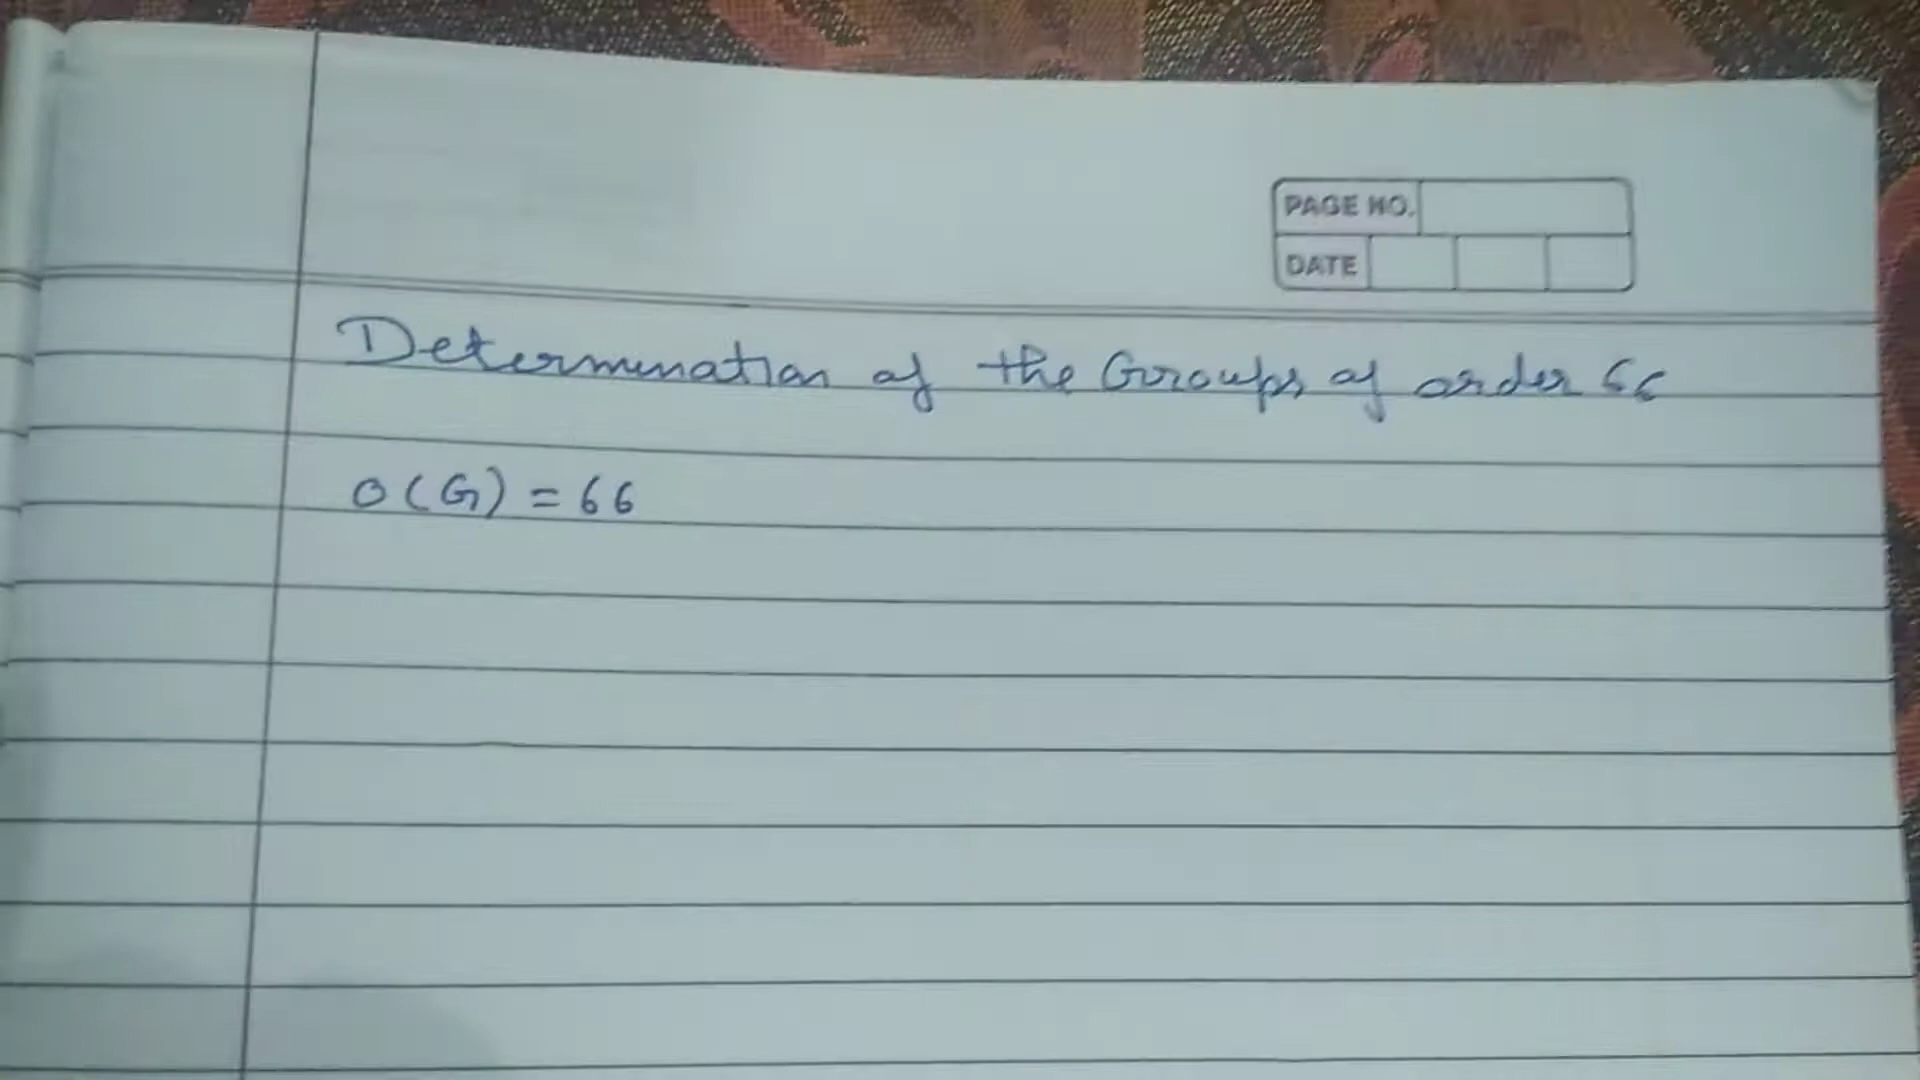 PAGE NO.
DATE
Determination of the Groups of order 66
O(G) = 66